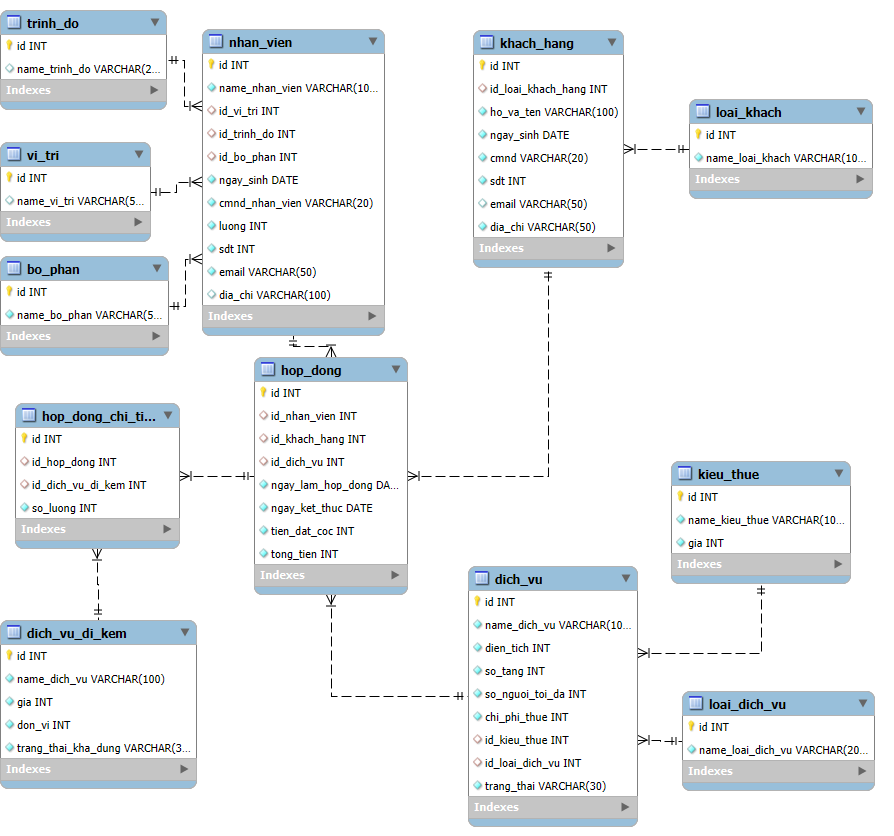 trinh_do
id INT
name_trinh_do VARCHAR(2...
Indexes
vi_tri
id INT
name_vi_tri VARCHAR(5...
Indexes
bo_phan
id INT
name_bo_phan VARCHAR(5...
Indexes
nhan_vien
id INT
name_nhan_vien VARCHAR(10...
id_vi_tri INT
id_trinh_do INT
id_bo_phan INT
ngay_sinh DATE
cmnd_nhan_vien VARCHAR(20)
luong INT
sdt INT
email VARCHAR(50)
dia_chi VARCHAR(100)
Indexes
khach_hang
id INT
id_loai_khach_hang INT
ho_va_ten VARCHAR(100)
ngay_sinh DATE
cmnd VARCHAR(20)
sdt INT
email VARCHAR(50)
dia_chi VARCHAR(50)
Indexes
loai_khach
id INT
name_loai_khach VARCHAR(10...
Indexes
hop_dong
id INT
id_nhan_vien INT
id_khach_hang INT
id_dich_vu INT
ngay_lam_hop_dong DA...
ngay_ket_thuc DATE
tien_dat_coc INT
tong_tien INT
Indexes
hop_dong_chi_ti...
id INT
id_hop_dong INT
id_dich_vu_di_kem INT
so_luong INT
Indexes
dich_vu_di_kem
id INT
name_dich_vu VARCHAR(100)
gia INT
don_vi INT
trang_thai_kha_dung VARCHAR(3...
Indexes
dich_vu
id INT
name_dich_vu VARCHAR(10...
dien_tich INT
so_tang INT
so_nguoi_toi_da INT
chi_phi_thue INT
id_kieu_thue INT
id_loai_dich_vu INT
trang_thai VARCHAR(30)
Indexes
kieu_thue
id INT
name_kieu_thue VARCHAR(10...
gia INT
Indexes
loai_dich_vu
id INT
name_loai_dich_vu VARCHAR(20...
Indexes